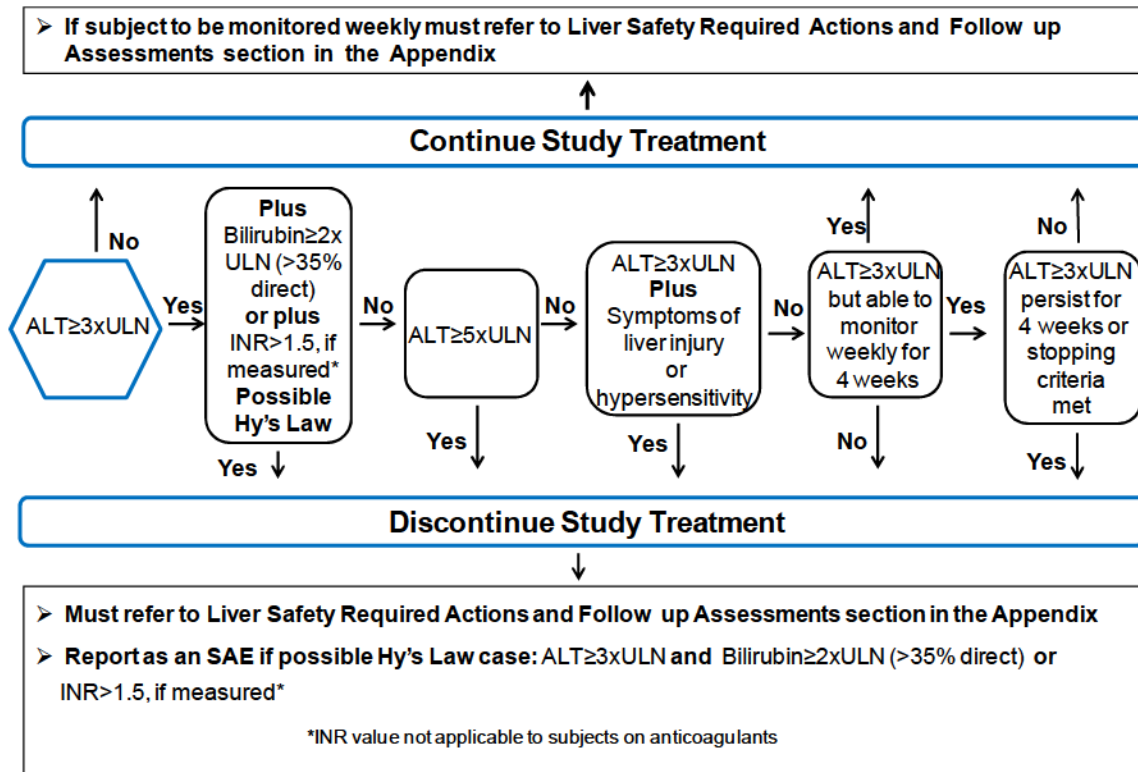 ➢ If subject to be monitored weekly must refer to Liver Safety Required Actions and Follow up
Assessments section in the Appendix
Continue Study Treatment
No
Yes
No
ALT≥3xULN
Yes
Plus
Bilirubin≥2x
ULN (>35%
direct)
or plus
INR>1.5, if
measured*
Possible
Hy's Law
No
ALT≥5xULN
No
ALT≥3xULN
Plus
Symptoms of
liver injury
or
hypersensitivity
No
ALT≥3xULN
but able to
monitor
weekly for
4 weeks
Yes
ALT≥3xULN
persist for
4 weeks or
stopping
criteria
met
Yes
Yes
Yes
No
Yes
Discontinue Study Treatment
➢ Must refer to Liver Safety Required Actions and Follow up Assessments section in the Appendix
➢ Report as an SAE if possible Hy's Law case: ALT≥3xULN and Bilirubin≥2xULN (>35% direct) or
INR>1.5, if measured*
*INR value not applicable to subjects on anticoagulants